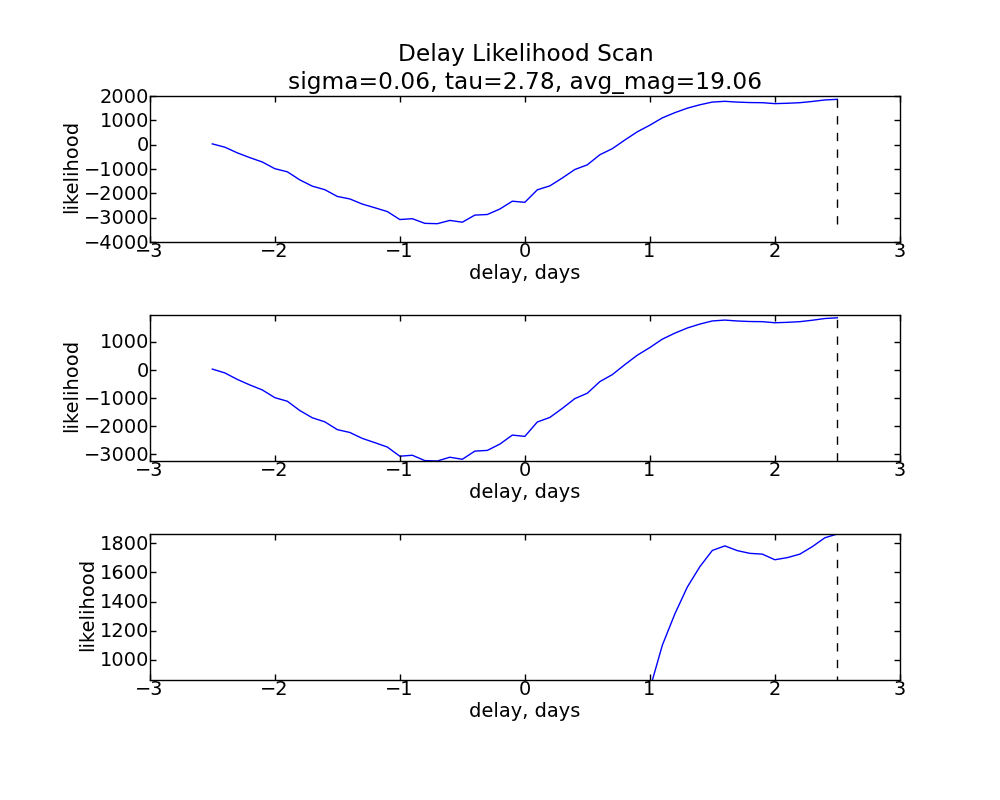 Delay Likelihood Scan
sigma=0.06, tau=2.78, avg_mag=19.06
2000
1000
0
−1000
−2000
−3000
−4000
likelihood
−3 −2 −1 0 1 2 3
delay, days
1000
0
−1000
−2000
−3000
likelihood
−3 −2 −1 0 1 2 3
delay, days
1800
1600
1400
1200
1000
likelihood
−3 −2 −1 0 1 2 3
delay, days